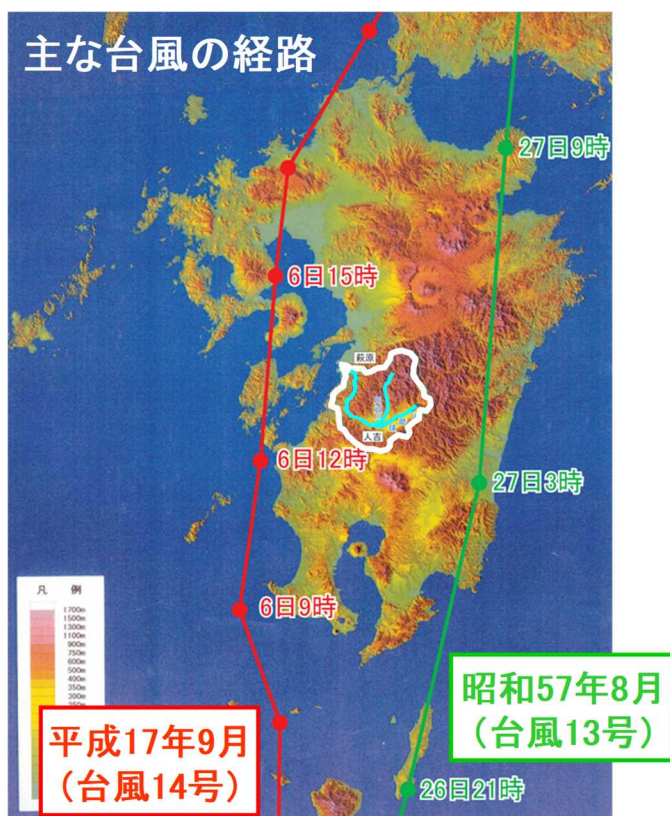 主な台風の経路
27日9時
6日15時
萩原
人吉
6日12時
27日3時
6日9時
凡 例
1700m
1500m
1300m
1100m
900m
750m
600m
500m
400m
350m
300m
昭和57年8月
(台風13号)
平成17年9月
(台風14号)
26日21時